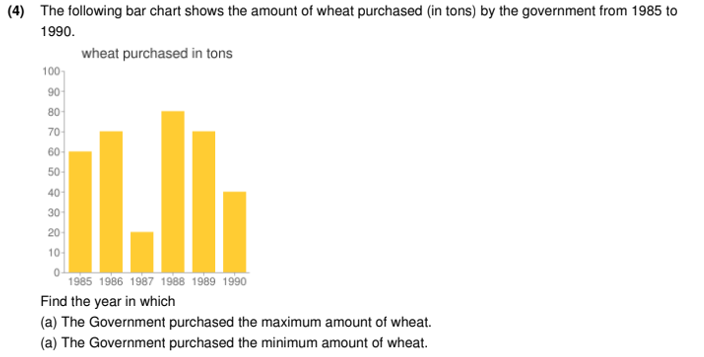 (4) The following bar chart shows the amount of wheat purchased (in tons) by the government from 1985 to
1990.
wheat purchased in tons
100
90
80
70
60
50
40
30
20
10
0
1985 1986 1987 1988 1989 1990
Find the year in which
(a) The Government purchased the maximum amount of wheat.
(a) The Government purchased the minimum amount of wheat.